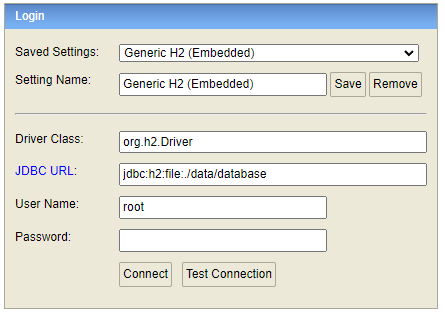 Login
Saved Settings: Generic H2 (Embedded)
Setting Name: Generic H2 (Embedded) Save Remove
Driver Class: org.h2.Driver
JDBC URL: jdbc:h2:file:./data/database
User Name: root
Password:
Connect Test Connection